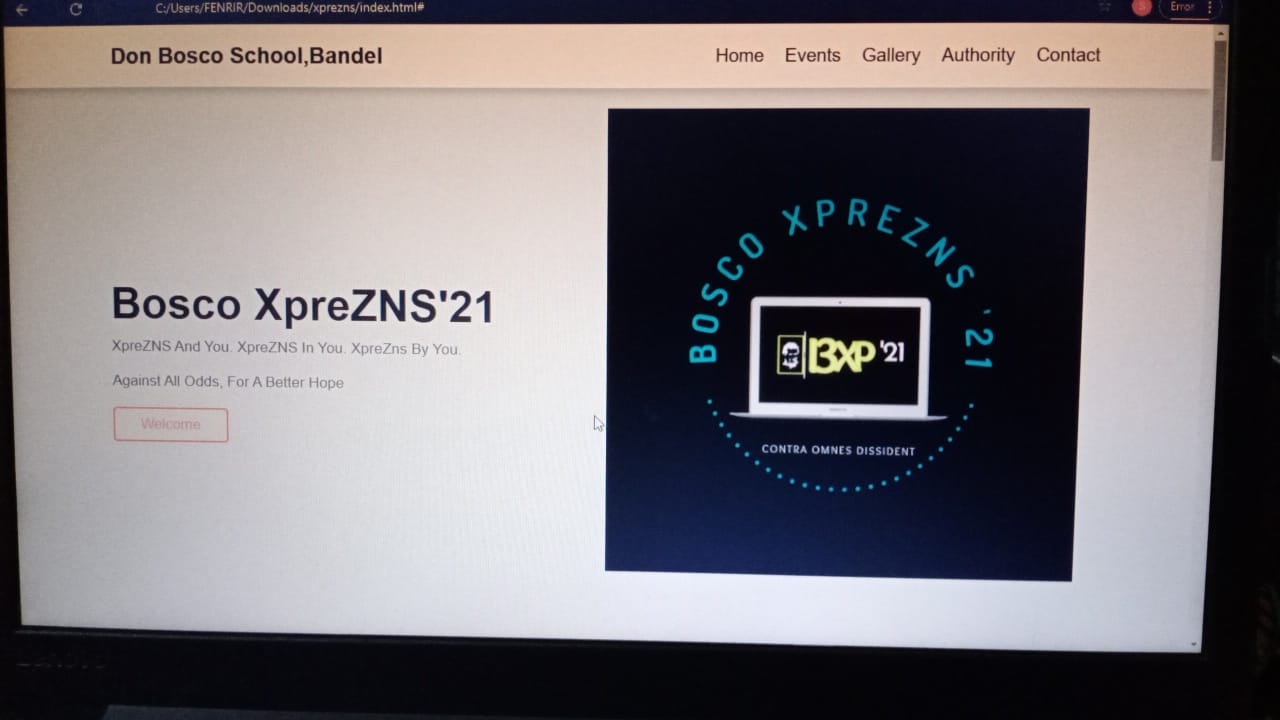 C:/Users/FENRIR/Downloads/xprezns/index.html#
S
Error
Don Bosco School,Bandel
Home
Events
Gallery
Authority
Contact
Bosco XpreZNS'21
XpreZNS And You. XpreZNS In You. XpreZns By You.
Against All Odds, For A Better Hope
Welcome
BOSCO XPREZNS '21
BXP '21
CONTRA OMNES DISSIDENT